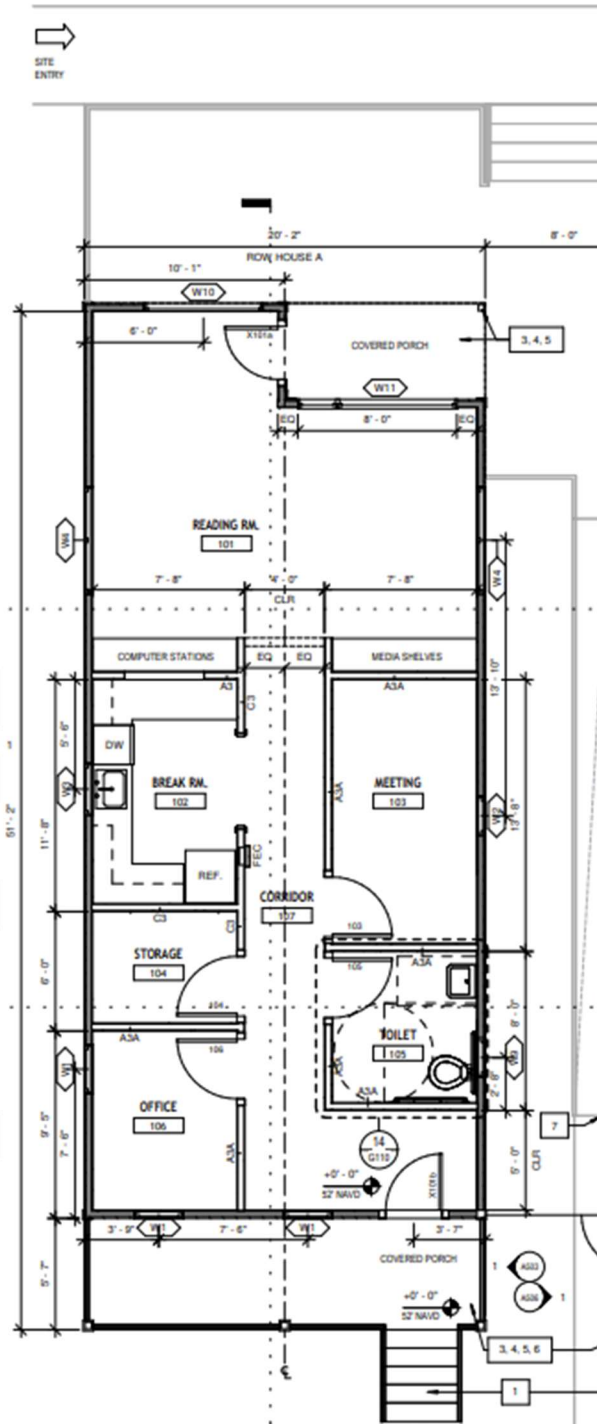 SITE
ENTRY
20' - 2"
8' - 0"
ROW HOUSE A
10' - 1"
W10
6' - 0"
X101a
COVERED PORCH
3, 4, 5
W11
EQ
8' - 0"
EQ
READING RM.
101
W4
W4
7' - 8"
4' - 0"
7' - 8"
CLR
COMPUTER STATIONS
EQ
EQ
MEDIA SHELVES
13' - 10"
A3
C3
A3A
5' - 6"
DW
1
W3
BREAK RM.
102
A3A
MEETING
103
W2
13' - 8"
51' - 2"
11' - 8"
REF.
FEC
CORRIDOR
107
C3
C3
103
STORAGE
104
A3A
105
6' - 0"
104
8' - 0"
A3A
106
TOILET
105
A3A
W1
W3
2' - 8"
OFFICE
106
A3A
A3A
9' - 5"
7' - 6"
14
G110
7
5' - 0"
CLR
+0' - 0"
52' NAVD
X101b
3' - 9"
W1
7' - 6"
W1
3' - 7"
5' - 7"
COVERED PORCH
1
A503
A506
1
+0' - 0"
52' NAVD
3, 4, 5, 6
1